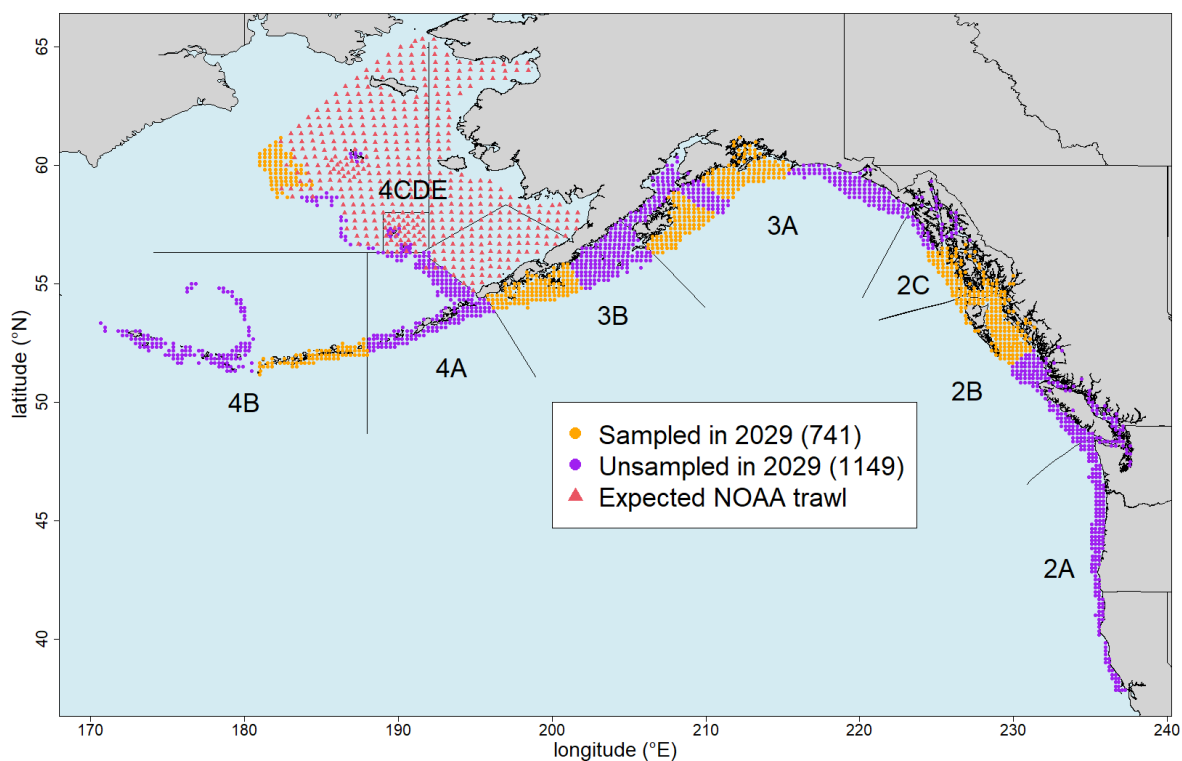 65
60
55
50
45
40
latitude (°N)
4CDE
3A
2C
3B
4A
2B
4B
2A
Sampled in 2029 (741)
Unsampled in 2029 (1149)
Expected NOAA trawl
170 180 190 200 210 220 230 240
longitude (°E)